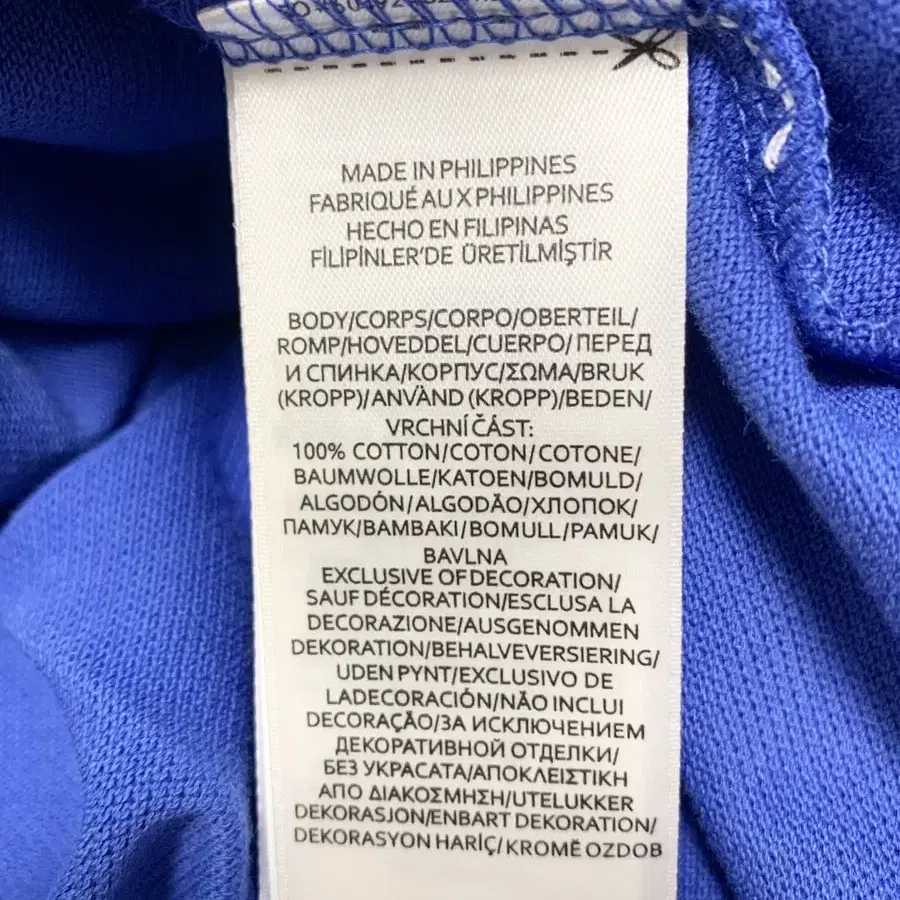 MADE IN PHILIPPINES
FABRIQUÉ AUX PHILIPPINES
HECHO EN FILIPINAS
FİLİPİNLER'DE ÜRETİLMİŞTİR
BODY/CORPS/CORPO/OBERTEIL/
ROMP/HOVEDDEL/CUERPO/ПЕРЕД
И СПИНКА/КОРПУС/ΣΩΜΑ/BRUK
(KROPP)/ANVÄND (KROPP)/BEDEN/
VRCHNÍ ČÁST:
100% COTTON/COTON/COTONE/
BAUMWOLLE/KATOEN/BOMULD/
ALGODÓN/ALGODÃO/ХЛОПОК/
ПАМУК/BAMBAKI/BOMULL/PAMUK/
BAVLNA
EXCLUSIVE OF DECORATION/
SAUF DÉCORATION/ESCLUSA LA
DECORAZIONE/AUSGENOMMEN
DEKORATION/BEHALVEVERSIERING/
UDEN PYNT/EXCLUSIVO DE
LADECORACIÓN/NÃO INCLUI
DECORAÇÃO/ЗА ИСКЛЮЧЕНИЕМ
ДЕКОРАТИВНОЙ ОТДЕЛКИ/
БЕЗ УКРАСАТА/ΑΠΟΚΛΕΙΣΤΙΚΗ
ΑΠΟ ΔΙΑΚΟΣΜΗΣΗ/UTELUKKER
DEKORASJON/ENBART DEKORATION/
DEKORASYON HARİÇ/KROMĚ OZDOB